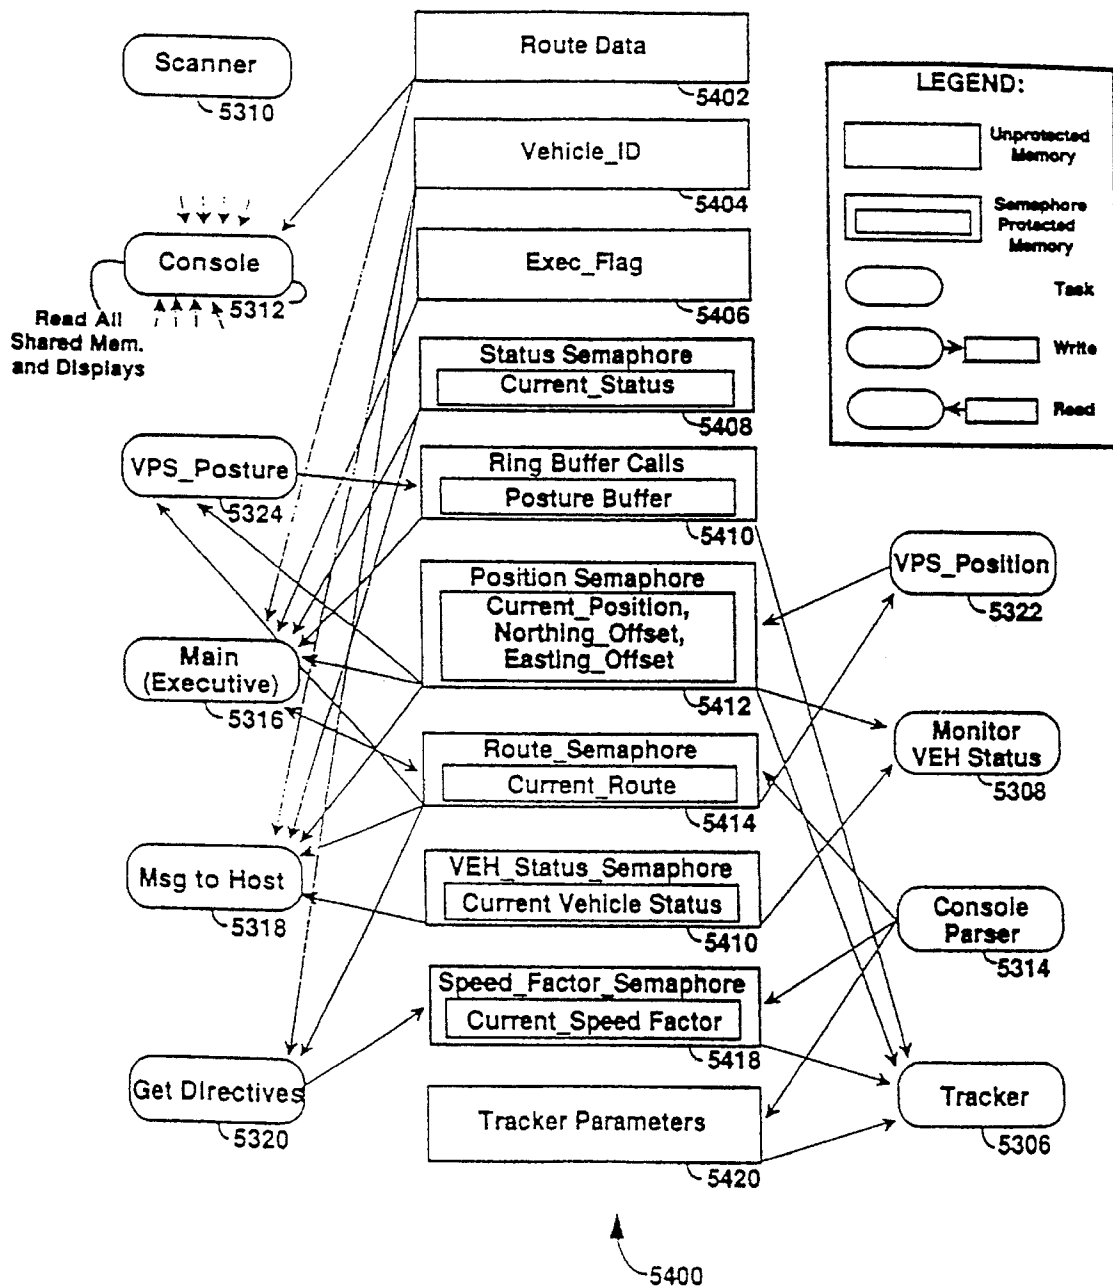 Scanner
5310
Route Data
5402
Vehicle_ID
5404
Exec_Flag
5406
Console
5312
Read All
Shared Mem.
and Displays
Status Semaphore
Current_Status
5408
VPS_Posture
5324
Ring Buffer Calls
Posture Buffer
5410
Position Semaphore
Current_Position,
Northing_Offset,
Easting_Offset
5412
Main
(Executive)
5316
Route_Semaphore
Current_Route
5414
Msg to Host
5318
VEH_Status_Semaphore
Current Vehicle Status
5410
Speed_Factor_Semaphore
Current_Speed Factor
5418
Get Directives
5320
Tracker Parameters
5420
5400
LEGEND:
Unprotected
Memory
Semaphore
Protected
Memory
Task
Write
Read
VPS_Position
5322
Monitor
VEH Status
5308
Console
Parser
5314
Tracker
5306